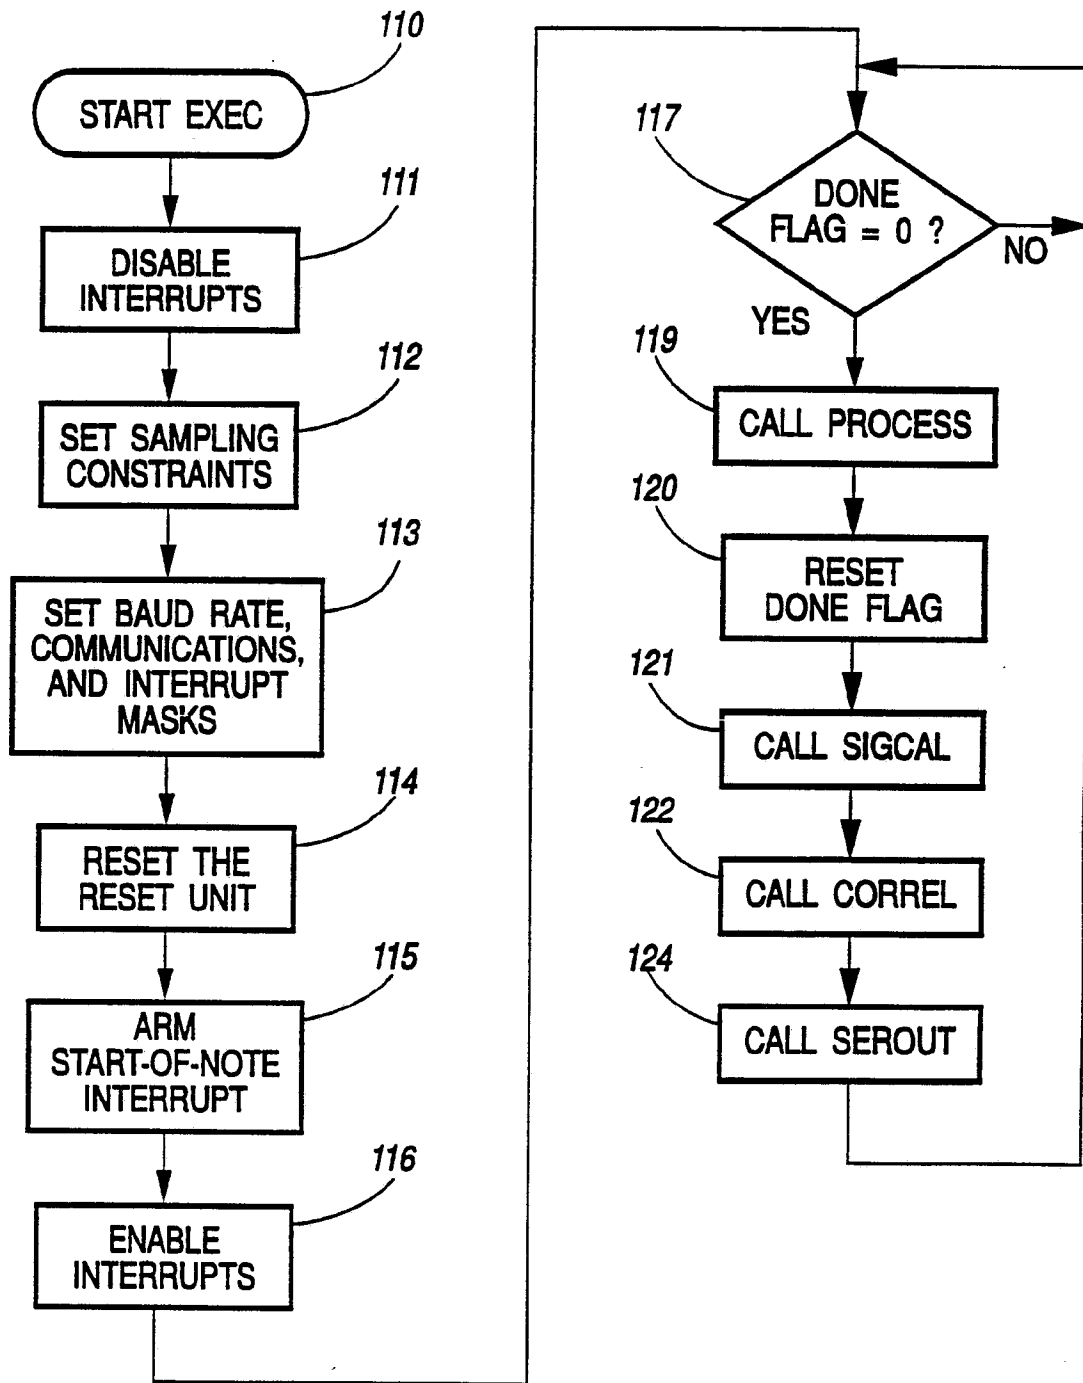 110
START EXEC
111
DISABLE
INTERRUPTS
112
SET SAMPLING
CONSTRAINTS
113
SET BAUD RATE,
COMMUNICATIONS,
AND INTERRUPT
MASKS
114
RESET THE
RESET UNIT
115
ARM
START-OF-NOTE
INTERRUPT
116
ENABLE
INTERRUPTS
117
DONE
FLAG = 0 ?
NO
YES
119
CALL PROCESS
120
RESET
DONE FLAG
121
CALL SIGCAL
122
CALL CORREL
124
CALL SEROUT